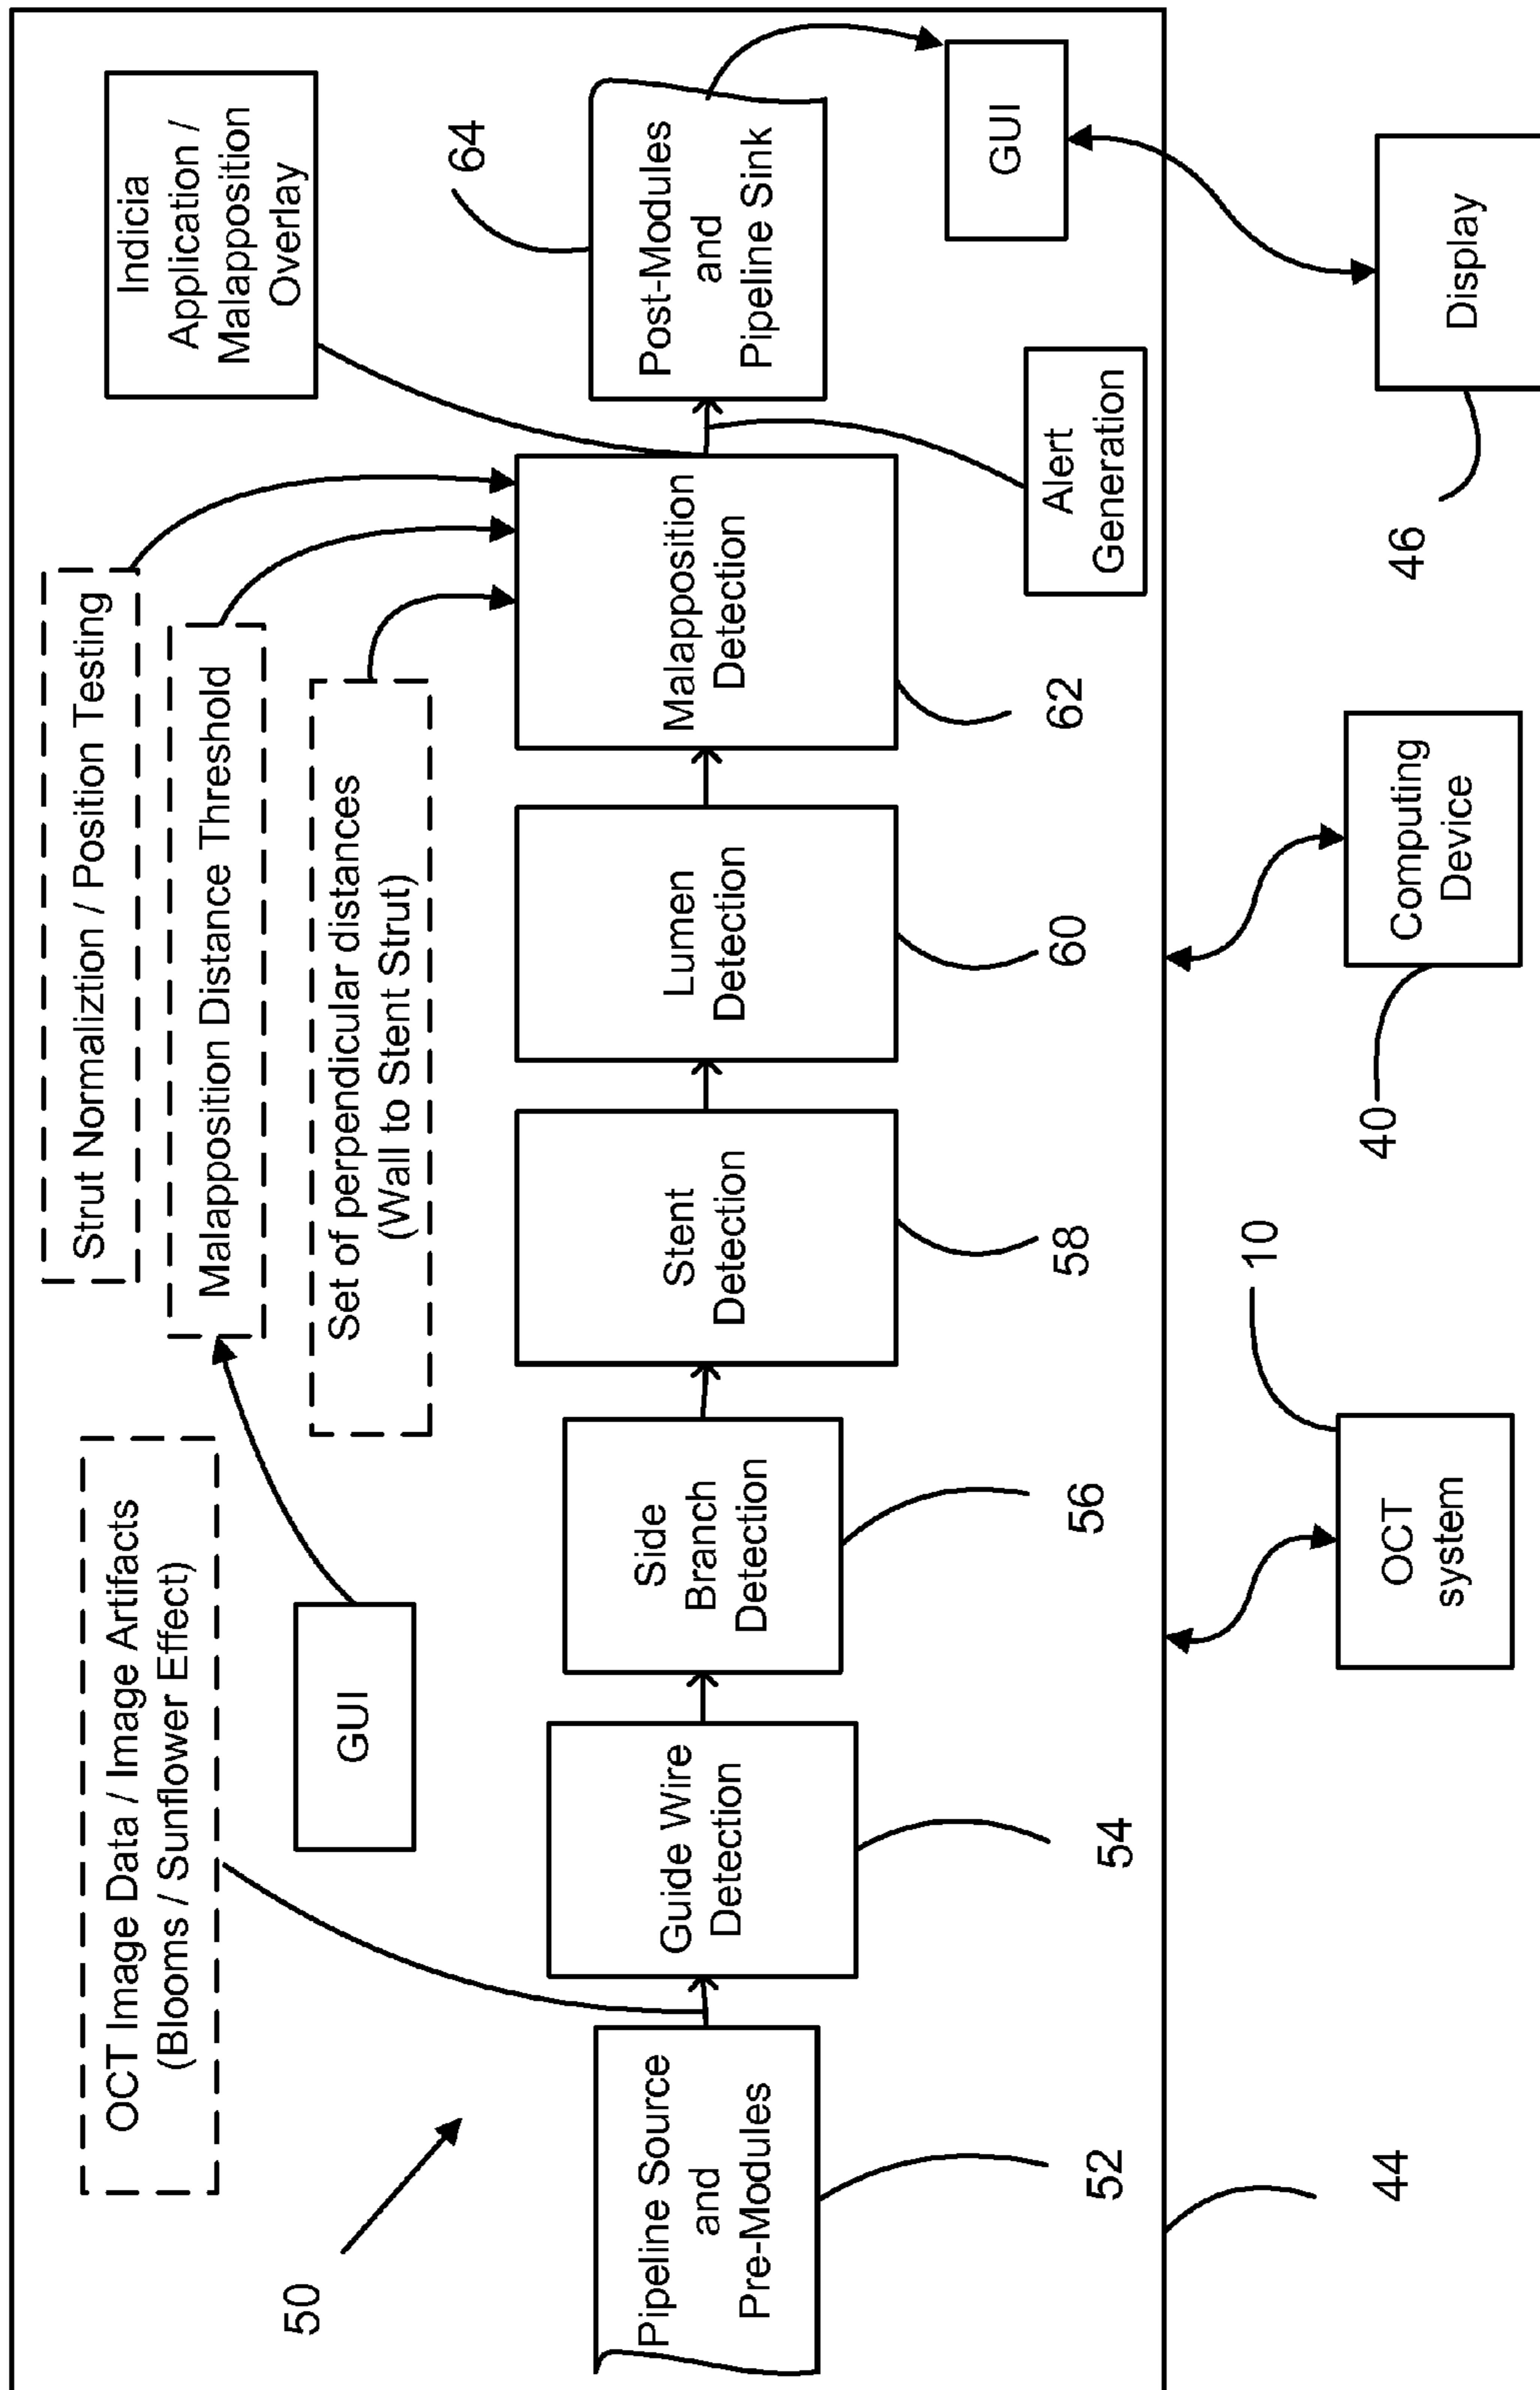 50
OCT Image Data / Image Artifacts
(Blooms / Sunflower Effect)
GUI
Strut Normaliztion / Position Testing
Malapposition Distance Threshold
Set of perpendicular distances
(Wall to Stent Strut)
Indicia
Application /
Malapposition
Overlay
64
Pipeline Source
and
Pre-Modules
Guide Wire
Detection
Side
Branch
Detection
Stent
Detection
Lumen
Detection
Malapposition
Detection
Post-Modules
and
Pipeline Sink
52
54
56
58
60
62
Alert
Generation
GUI
44
10
OCT
system
40
Computing
Device
46
Display